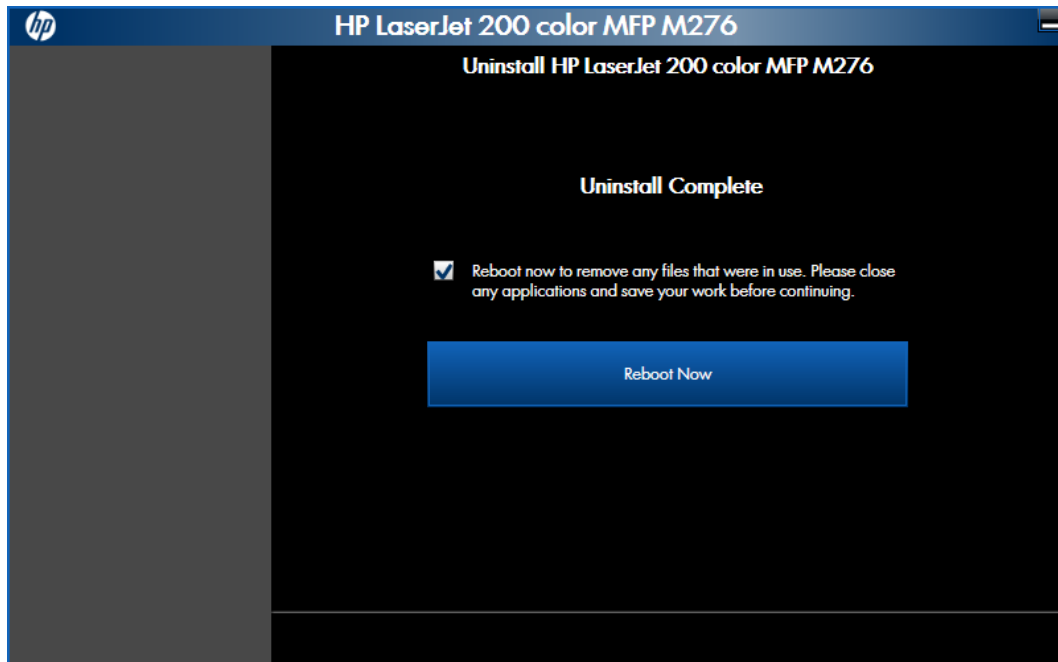 hp
HP LaserJet 200 color MFP M276
Uninstall HP LaserJet 200 color MFP M276
Uninstall Complete
Reboot now to remove any files that were in use. Please close
any applications and save your work before continuing.
Reboot Now